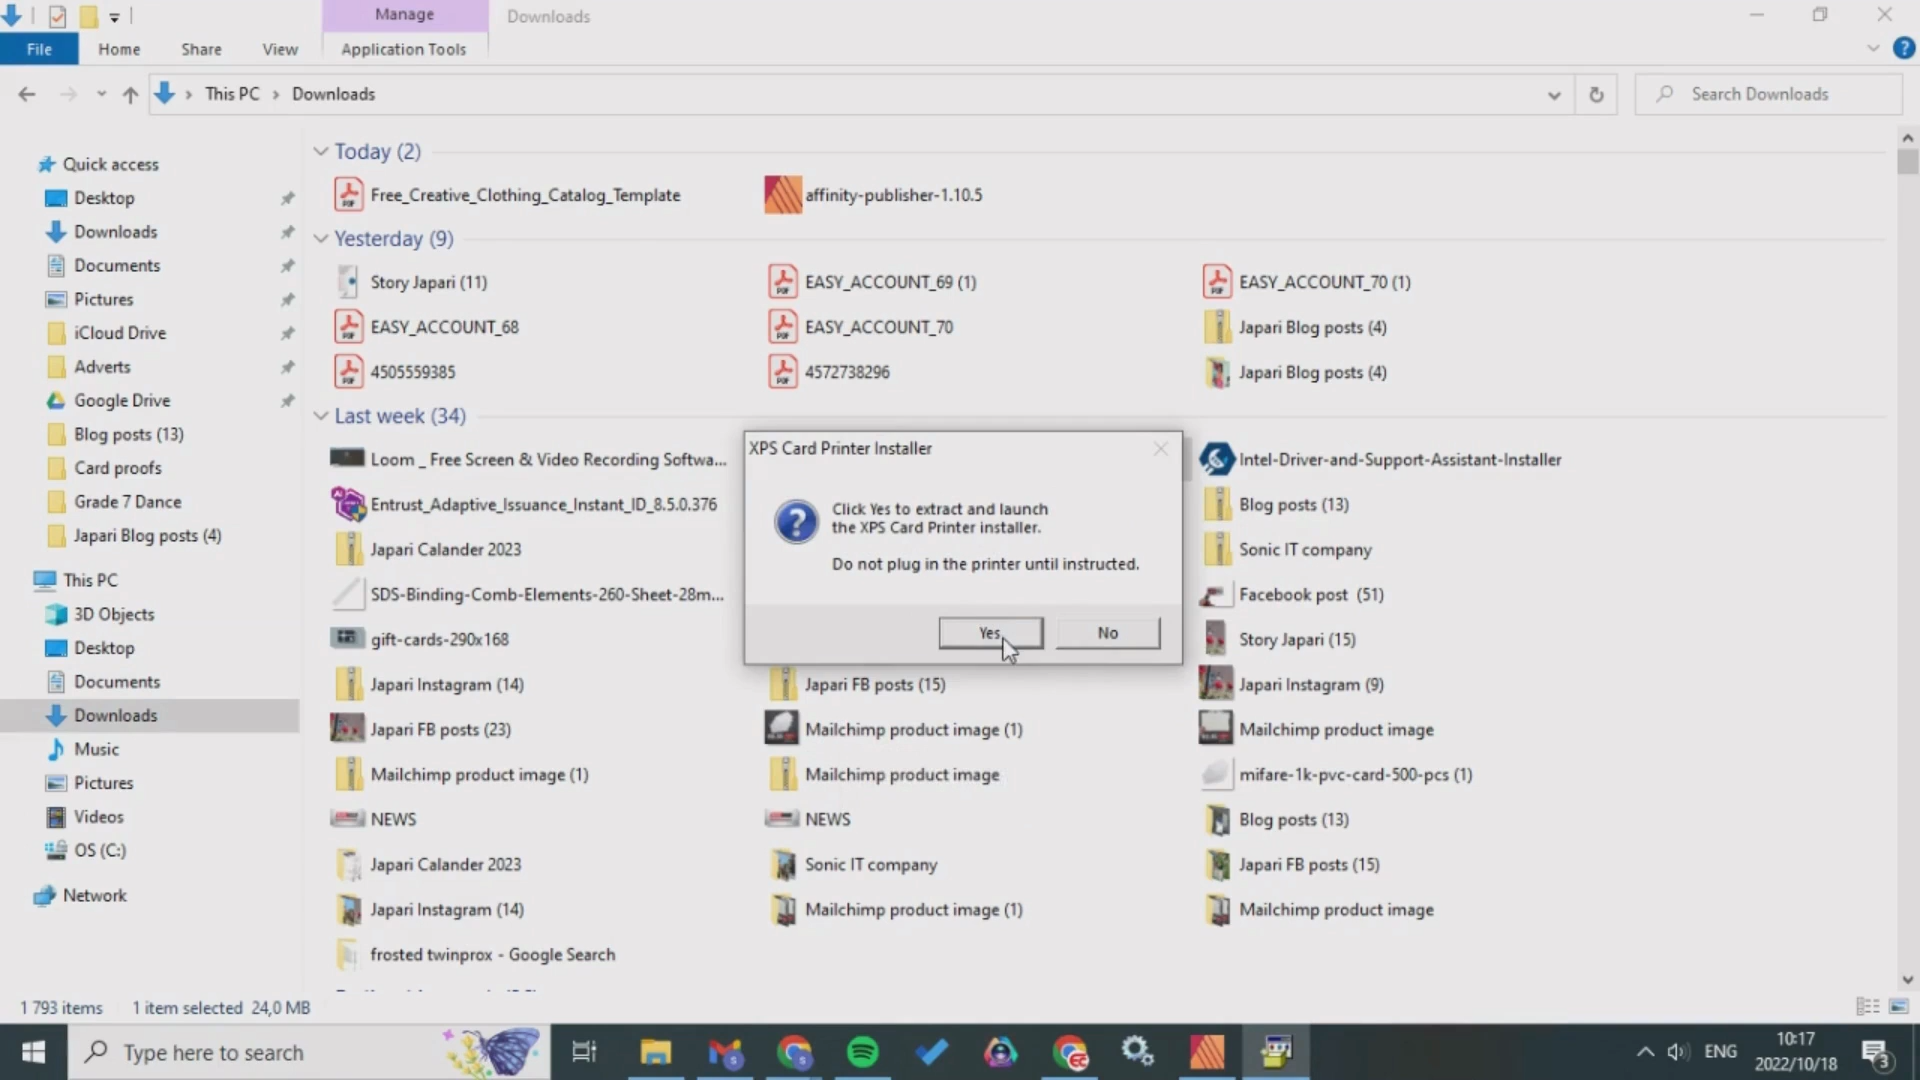 Manage
Downloads
File
Home
Share
View
Application Tools
This PC
Downloads
Search Downloads
Quick access
Desktop
Downloads
Documents
Pictures
iCloud Drive
Adverts
Google Drive
Blog posts (13)
Card proofs
Grade 7 Dance
Japari Blog posts (4)
This PC
3D Objects
Desktop
Documents
Downloads
Music
Pictures
Videos
OS (C:)
Network
Today (2)
Free_Creative_Clothing_Catalog_Template
affinity-publisher-1.10.5
Yesterday (9)
Story Japari (11)
EASY_ACCOUNT_69 (1)
EASY_ACCOUNT_70 (1)
EASY_ACCOUNT_68
EASY_ACCOUNT_70
Japari Blog posts (4)
4505559385
4572738296
Japari Blog posts (4)
Last week (34)
Loom _ Free Screen & Video Recording Softwa...
Intel-Driver-and-Support-Assistant-Installer
Entrust_Adaptive_Issuance_Instant_ID_8.5.0.376
Blog posts (13)
Japari Calander 2023
Sonic IT company
SDS-Binding-Comb-Elements-260-Sheet-28m...
Facebook post (51)
gift-cards-290x168
Story Japari (15)
Japari Instagram (14)
Japari FB posts (15)
Japari Instagram (9)
Japari FB posts (23)
Mailchimp product image (1)
Mailchimp product image
Mailchimp product image (1)
Mailchimp product image
mifare-1k-pvc-card-500-pcs (1)
NEWS
NEWS
Blog posts (13)
Japari Calander 2023
Sonic IT company
Japari FB posts (15)
Japari Instagram (14)
Mailchimp product image (1)
Mailchimp product image
frosted twinprox - Google Search
XPS Card Printer Installer
Click Yes to extract and launch
the XPS Card Printer installer.
Do not plug in the printer until instructed.
Yes
No
1 793 items
1 item selected 24,0 MB
Type here to search
ENG
10:17
2022/10/18
3